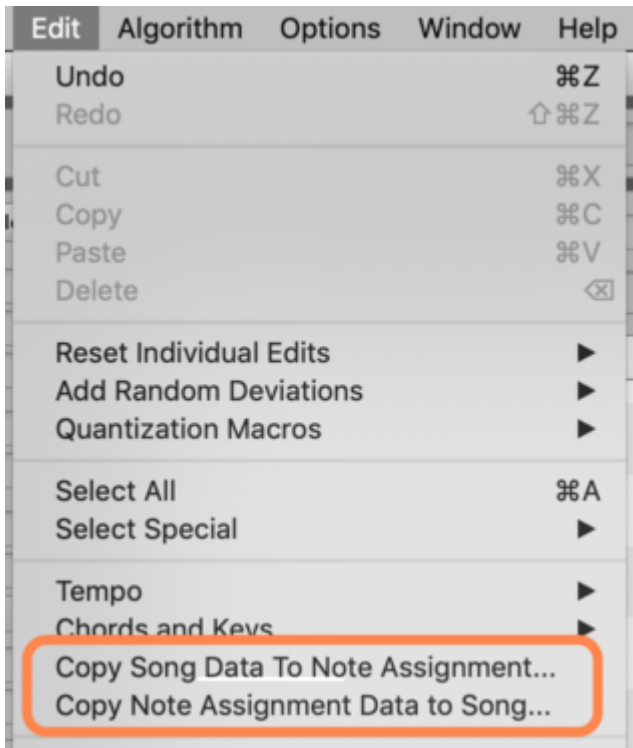 Edit Algorithm Options Window Help
Undo ⌘Z
Redo ⇧⌘Z
Cut ⌘X
Copy ⌘C
Paste ⌘V
Delete ⌫
Reset Individual Edits ▶
Add Random Deviations ▶
Quantization Macros ▶
Select All ⌘A
Select Special ▶
Tempo ▶
Chords and Keys ▶
Copy Song Data To Note Assignment...
Copy Note Assignment Data to Song...